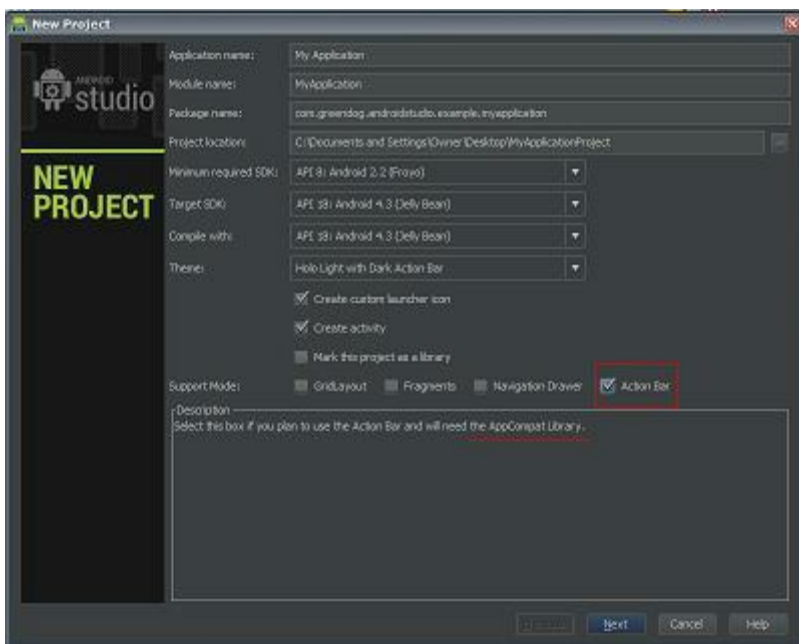 New Project
ANDROID
studio
NEW
PROJECT
Application name: My Application
Module name: MyApplication
Package name: com.greendog.androidstudio.example.myapplication
Project location: C:\Documents and Settings\Owner\Desktop\MyApplicationProject
Minimum required SDK: API 8: Android 2.2 (Froyo)
Target SDK: API 18: Android 4.3 (Jelly Bean)
Compile with: API 18: Android 4.3 (Jelly Bean)
Theme: Holo Light with Dark Action Bar
Create custom launcher icon
Create activity
Mark this project as a library
Support Mode: GridLayout Fragments Navigation Drawer Action Bar
Description
Select this box if you plan to use the Action Bar and will need the AppCompat Library.
Next Cancel Help